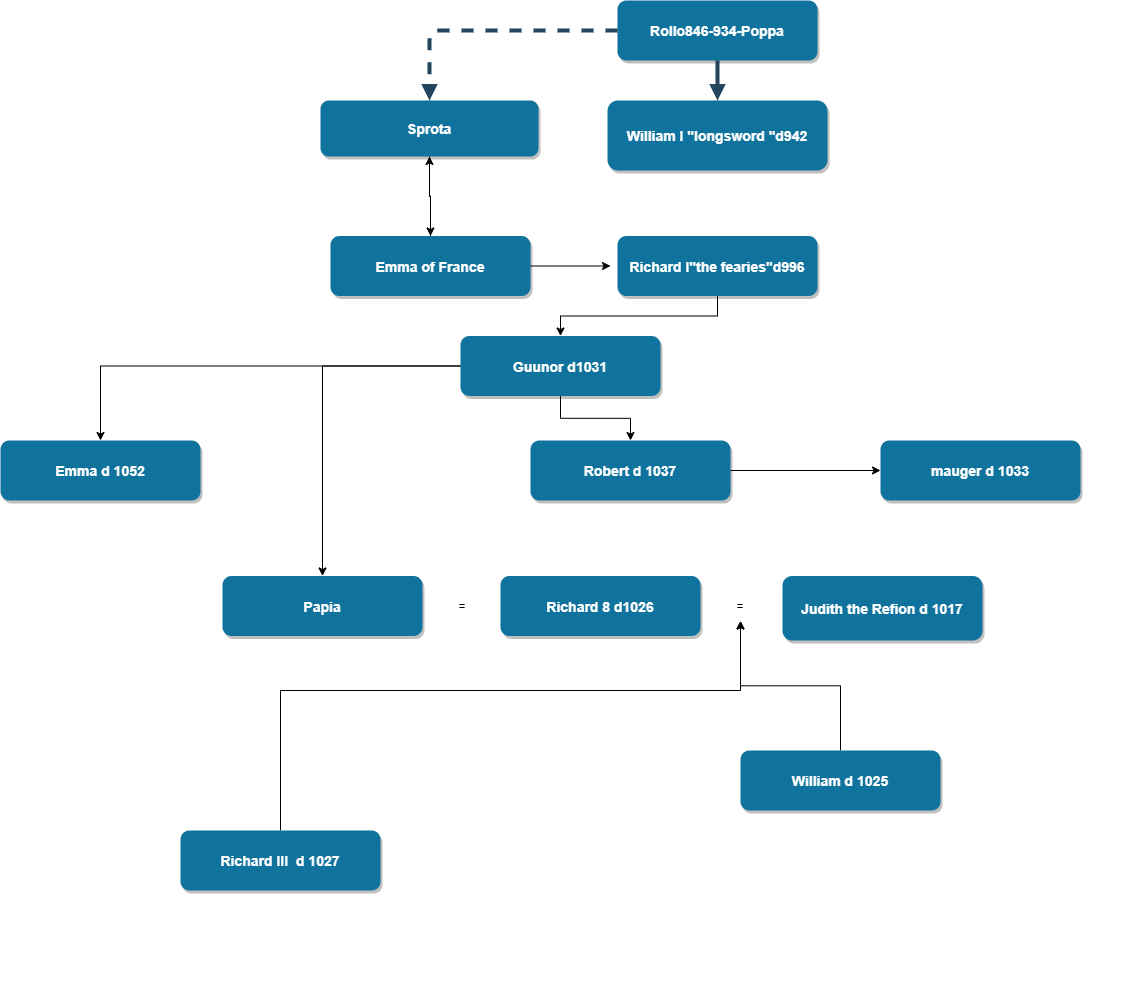 Rollo846-934-Poppa
Sprota
William I "longsword "d942
Emma of France
Richard I"the fearies"d996
Guunor d1031
Emma d 1052
Robert d 1037
mauger d 1033
Papia
=
Richard 8 d1026
=
Judith the Refion d 1017
William d 1025
Richard III  d 1027